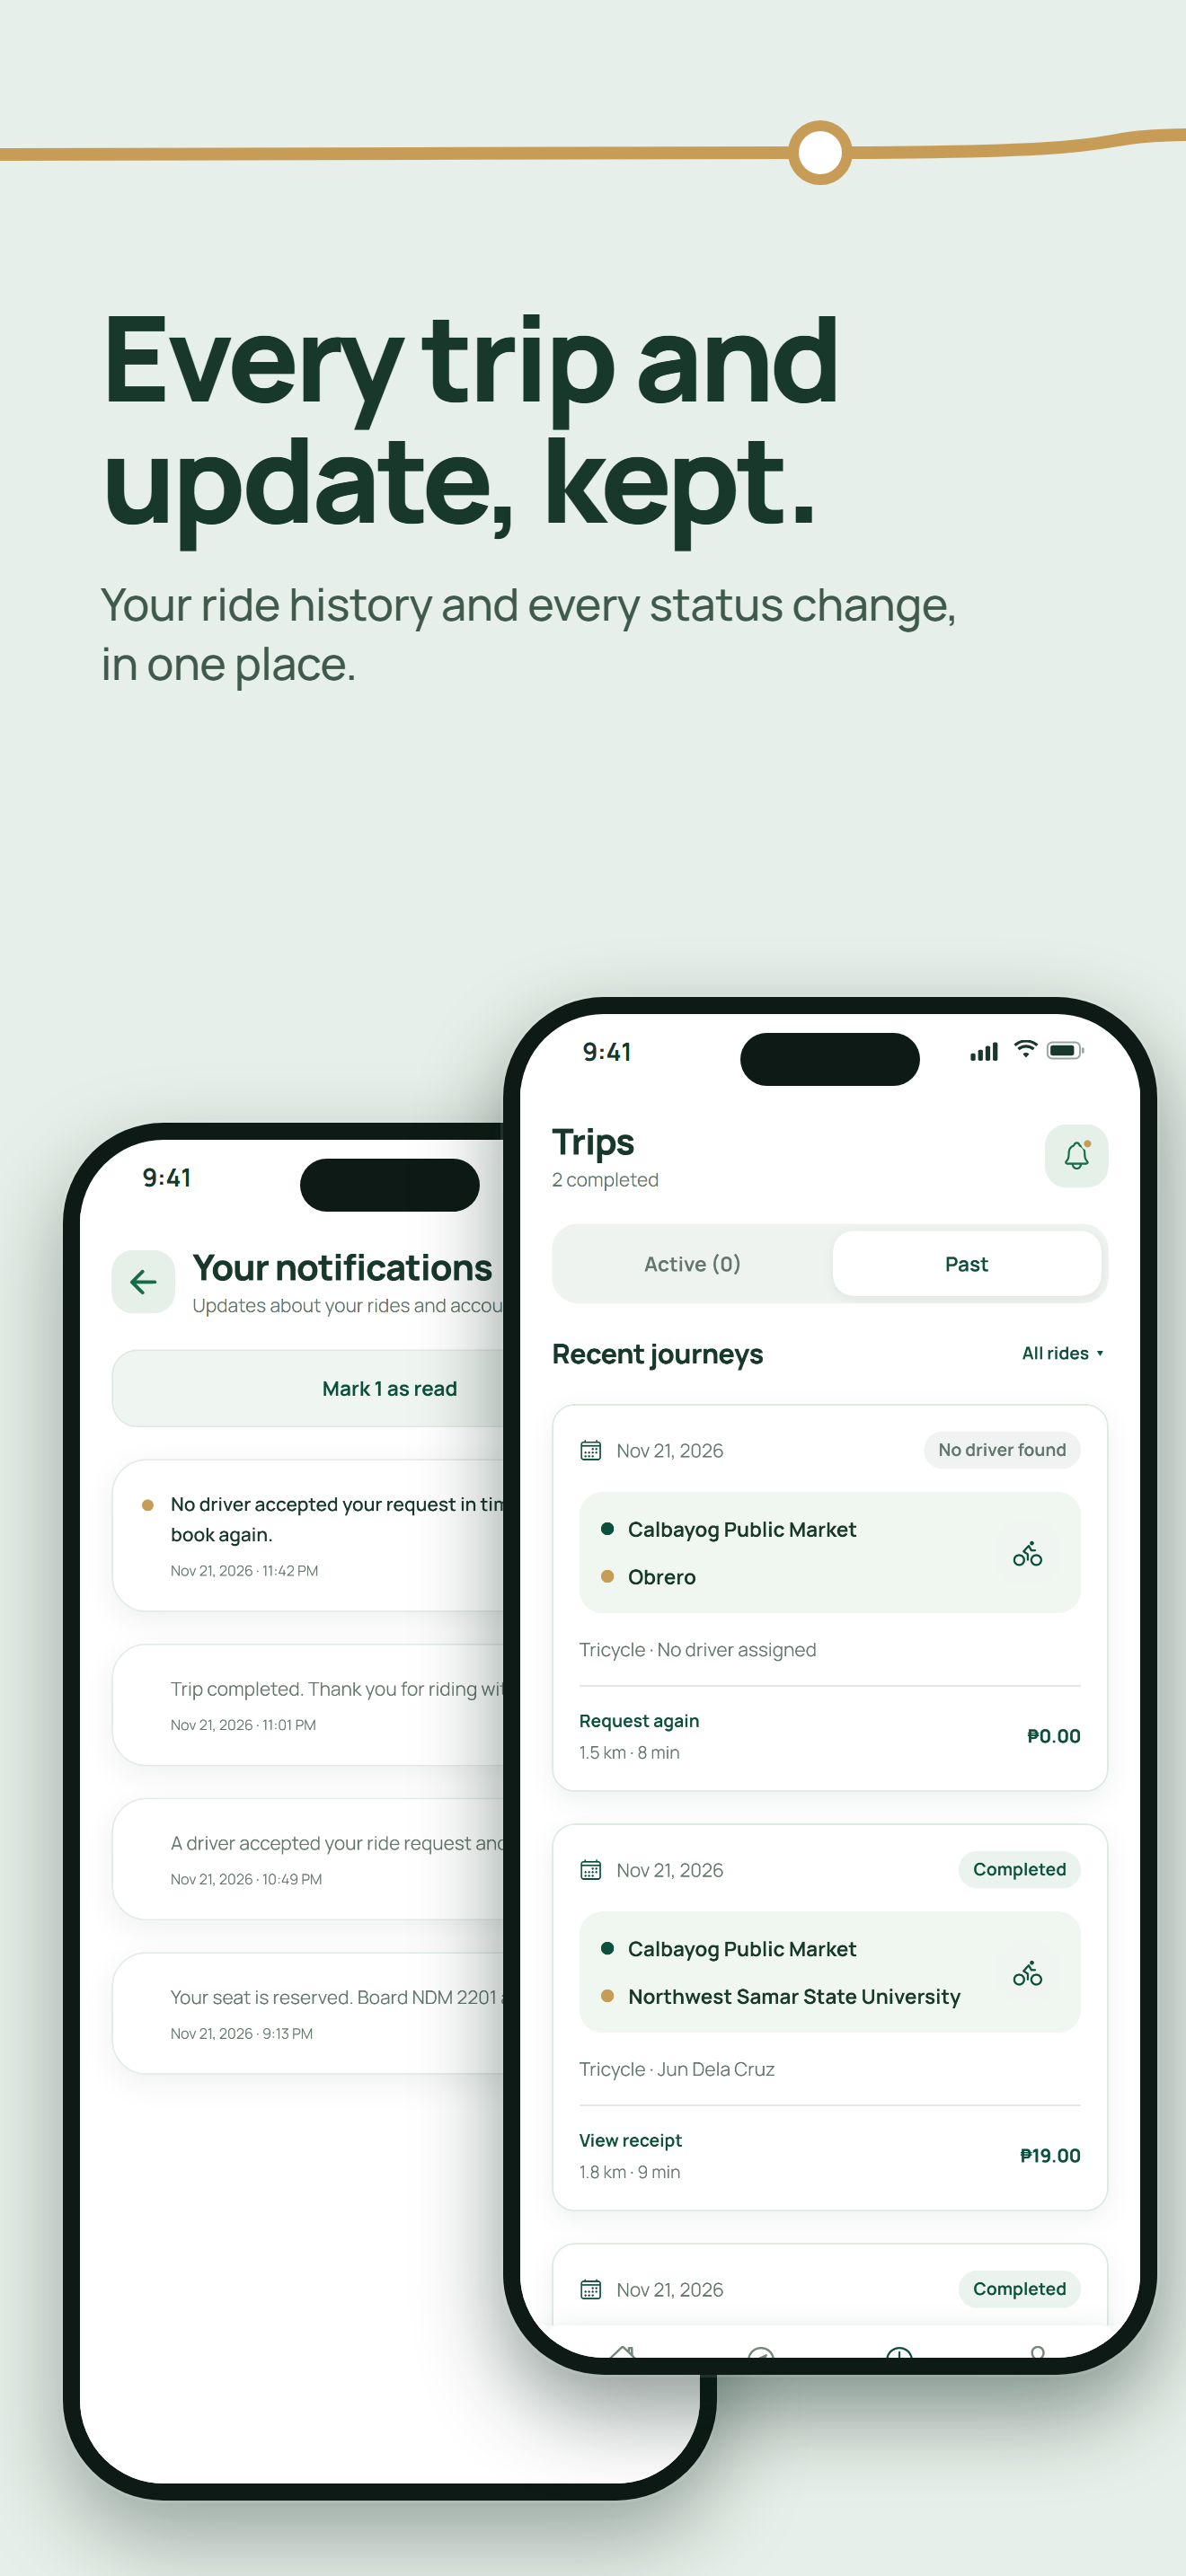 Every trip and
update, kept.
Your ride history and every status change,
in one place.
9:41
Your notifications
Updates about your rides and accou
Mark 1 as read
No driver accepted your request in tim
book again.
Nov 21, 2026 · 11:42 PM
Trip completed. Thank you for riding wit
Nov 21, 2026 · 11:01 PM
A driver accepted your ride request and
Nov 21, 2026 · 10:49 PM
Your seat is reserved. Board NDM 2201
Nov 21, 2026 · 9:13 PM
9:41
Trips
2 completed
Active (0)
Past
Recent journeys
All rides
Nov 21, 2026
No driver found
Calbayog Public Market
Obrero
Tricycle · No driver assigned
Request again
₱0.00
1.5 km · 8 min
Nov 21, 2026
Completed
Calbayog Public Market
Northwest Samar State University
Tricycle · Jun Dela Cruz
View receipt
₱19.00
1.8 km · 9 min
Nov 21, 2026
Completed